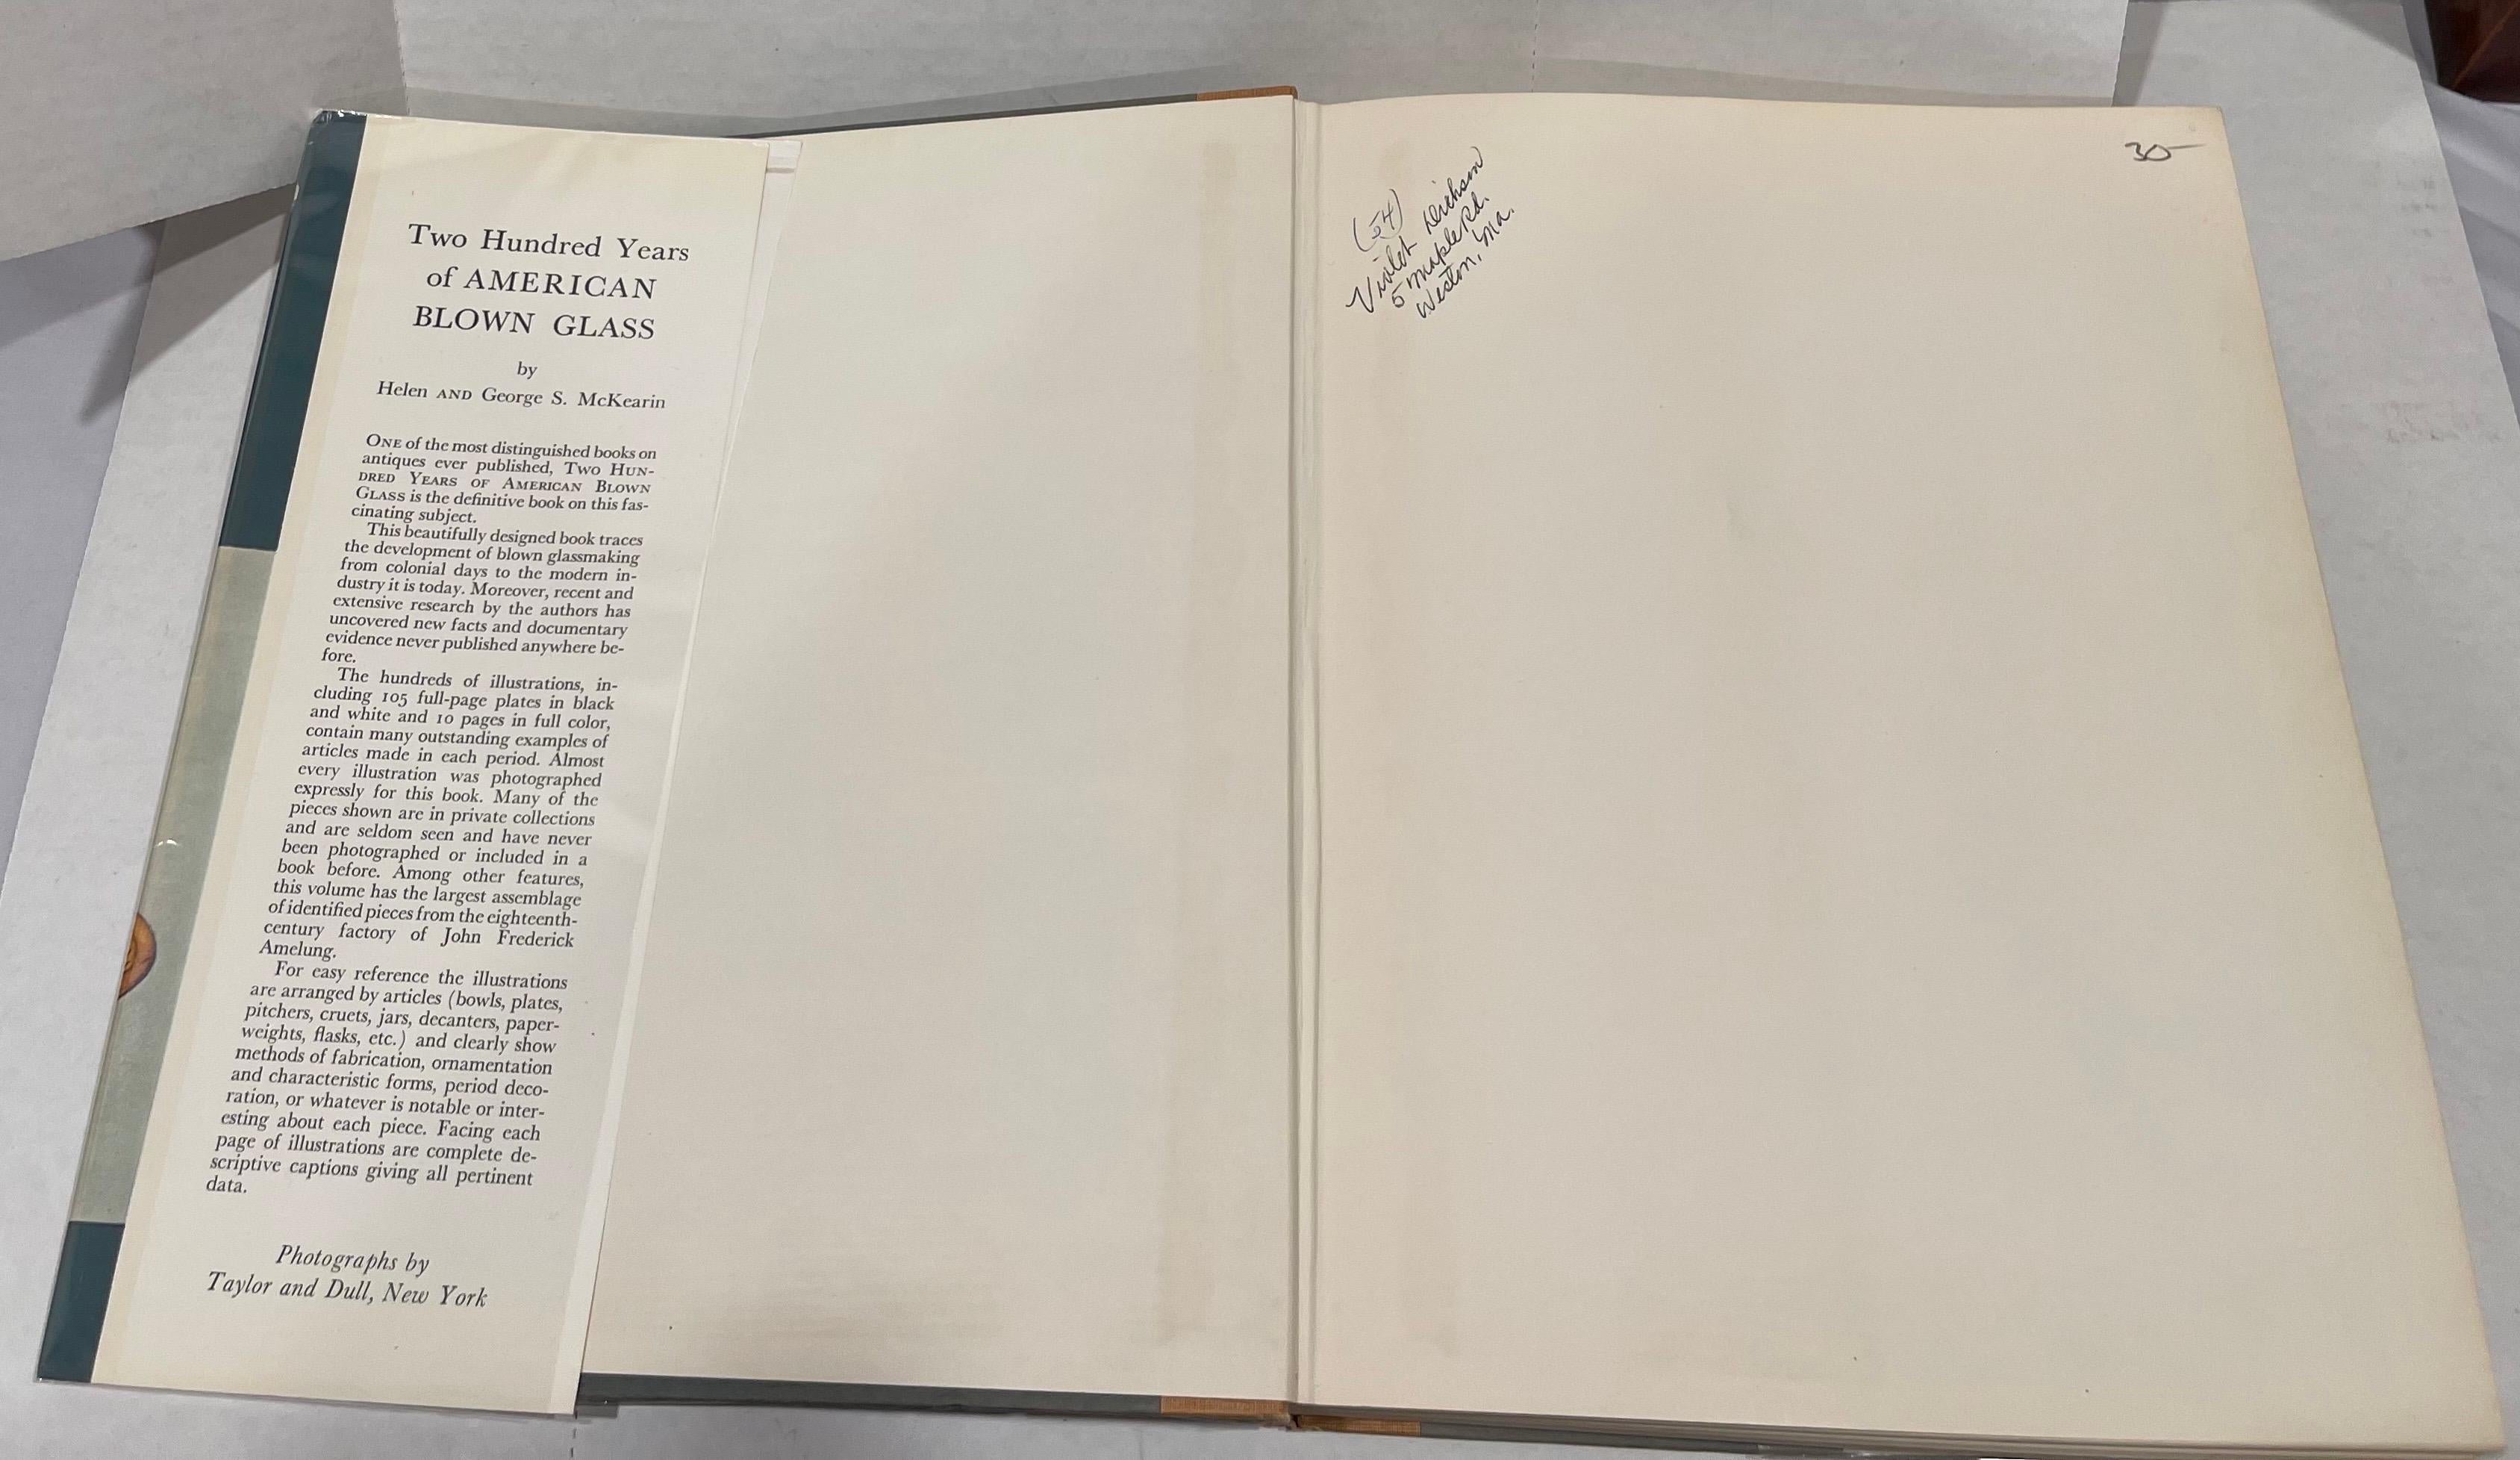 Two Hundred Years
of AMERICAN
BLOWN GLASS
by
Helen AND George S. McKearin
ONE of the most distinguished books on
antiques ever published, TWO HUN-
DRED YEARS OF AMERICAN BLOWN
GLASS is the definitive book on this fas-
cinating subject.
This beautifully designed book traces
the development of blown glassmaking
from colonial days to the modern in-
dustry it is today. Moreover, recent and
extensive research by the authors has
uncovered new facts and documentary
evidence never published anywhere be-
fore.
The hundreds of illustrations, in-
cluding 105 full-page plates in black
and white and 10 pages in full color,
contain many outstanding examples of
articles made in each period. Almost
every illustration was photographed
expressly for this book. Many of the
pieces shown are in private collections
and are seldom seen and have never
been photographed or included in a
book before. Among other features,
this volume has the largest assemblage
of identified pieces from the eighteenth-
century factory of John Frederick
Amelung.
For easy reference the illustrations
are arranged by articles (bowls, plates,
pitchers, cruets, jars, decanters, paper-
weights, flasks, etc.) and clearly show
methods of fabrication, ornamentation
and characteristic forms, period deco-
ration, or whatever is notable or inter-
esting about each piece. Facing each
page of illustrations are complete de-
scriptive captions giving all pertinent
data.
Photographs by
Taylor and Dull, New York
(54)
Violet
5 Maple Rd.
Weston, Ma.
30-